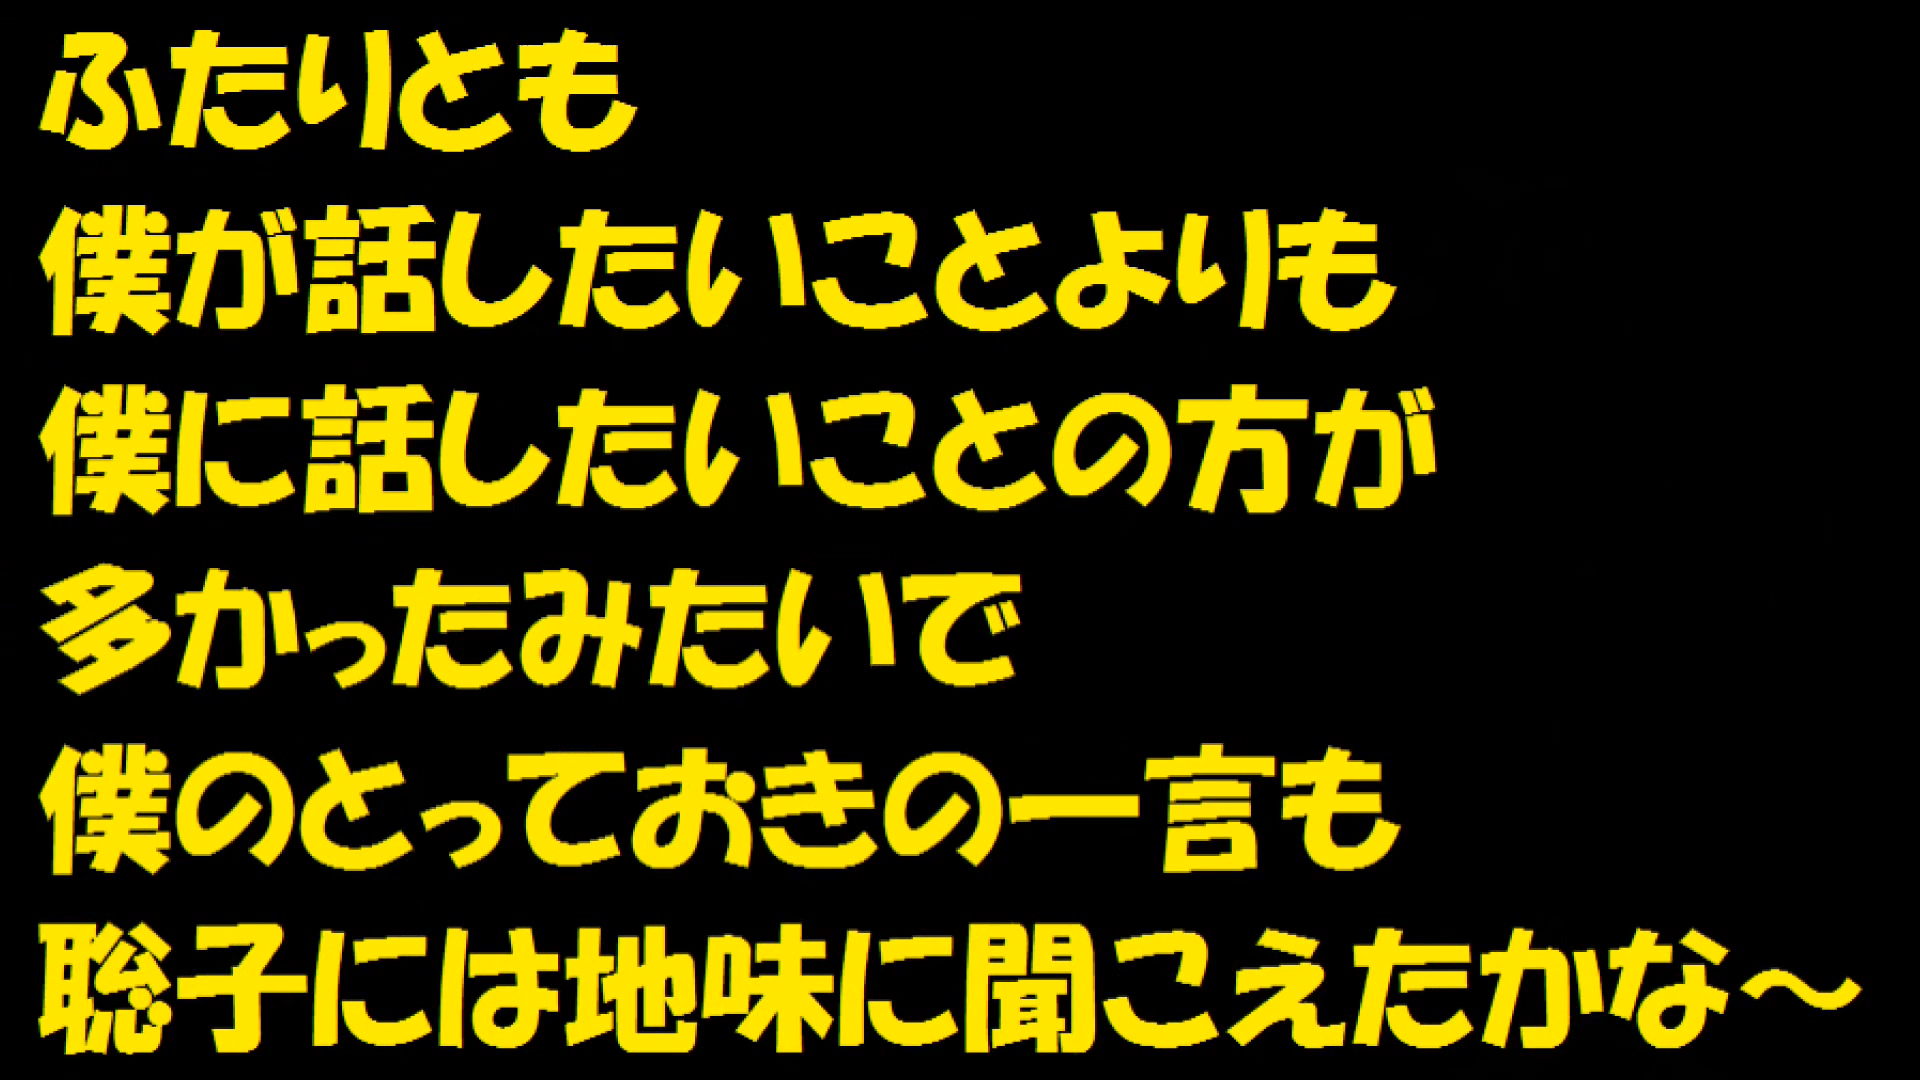 ふたりとも
僕が話したいことよりも
僕に話したいことの方が
多かったみたいで
僕のとっておきの一言も
聡子には地味に聞こえたかな～